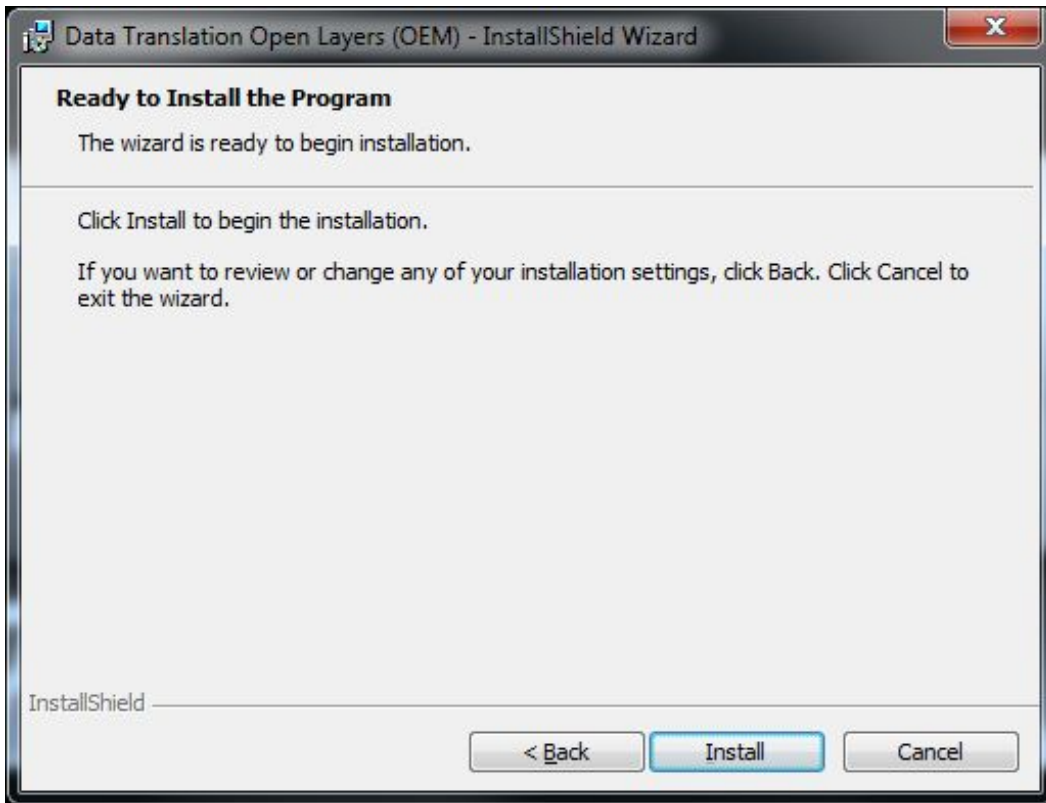 Data Translation Open Layers (OEM) - InstallShield Wizard
Ready to Install the Program
The wizard is ready to begin installation.
Click Install to begin the installation.
If you want to review or change any of your installation settings, click Back. Click Cancel to
exit the wizard.
InstallShield
< Back
Install
Cancel